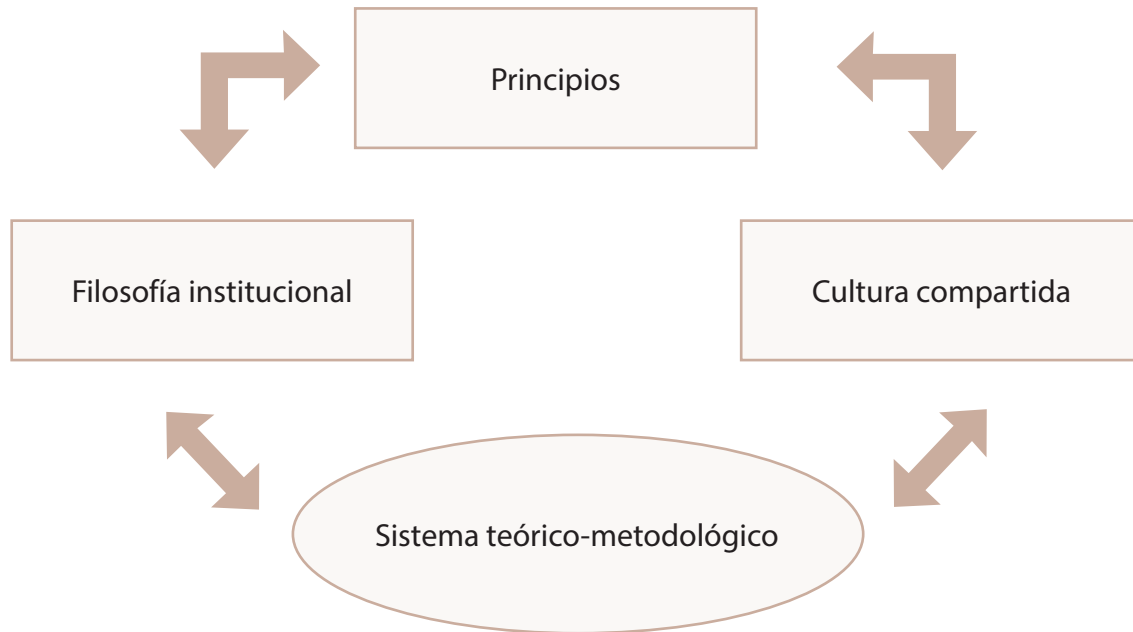 Principios
Filosofía institucional
Cultura compartida
Sistema teórico-metodológico